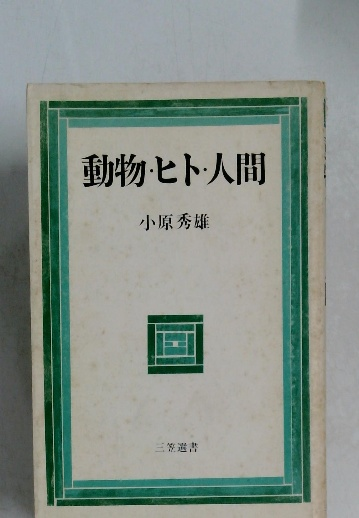 動物・ヒト・人間
小原秀雄
三笠選書